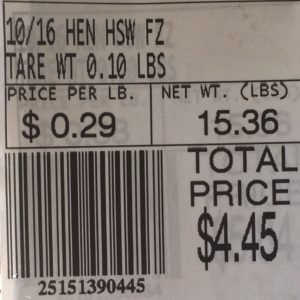 10/16 HEN HSW FZ
TARE WT 0.10 LBS
PRICE PER LB. NET WT. (LBS)
$ 0.29 15.36
TOTAL
PRICE
$4.45
25151390445